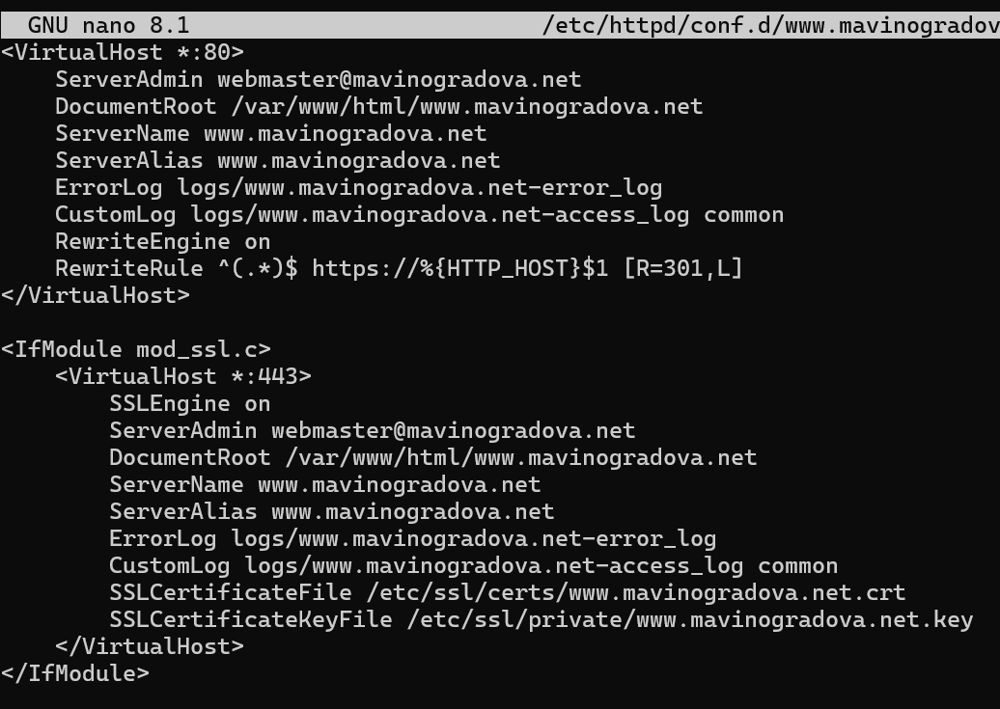 GNU nano 8.1 /etc/httpd/conf.d/www.mavinogradov
<VirtualHost *:80>
    ServerAdmin webmaster@mavinogradova.net
    DocumentRoot /var/www/html/www.mavinogradova.net
    ServerName www.mavinogradova.net
    ServerAlias www.mavinogradova.net
    ErrorLog logs/www.mavinogradova.net-error_log
    CustomLog logs/www.mavinogradova.net-access_log common
    RewriteEngine on
    RewriteRule ^(.*)$ https://%{HTTP_HOST}$1 [R=301,L]
</VirtualHost>

<IfModule mod_ssl.c>
    <VirtualHost *:443>
        SSLEngine on
        ServerAdmin webmaster@mavinogradova.net
        DocumentRoot /var/www/html/www.mavinogradova.net
        ServerName www.mavinogradova.net
        ServerAlias www.mavinogradova.net
        ErrorLog logs/www.mavinogradova.net-error_log
        CustomLog logs/www.mavinogradova.net-access_log common
        SSLCertificateFile /etc/ssl/certs/www.mavinogradova.net.crt
        SSLCertificateKeyFile /etc/ssl/private/www.mavinogradova.net.key
    </VirtualHost>
</IfModule>